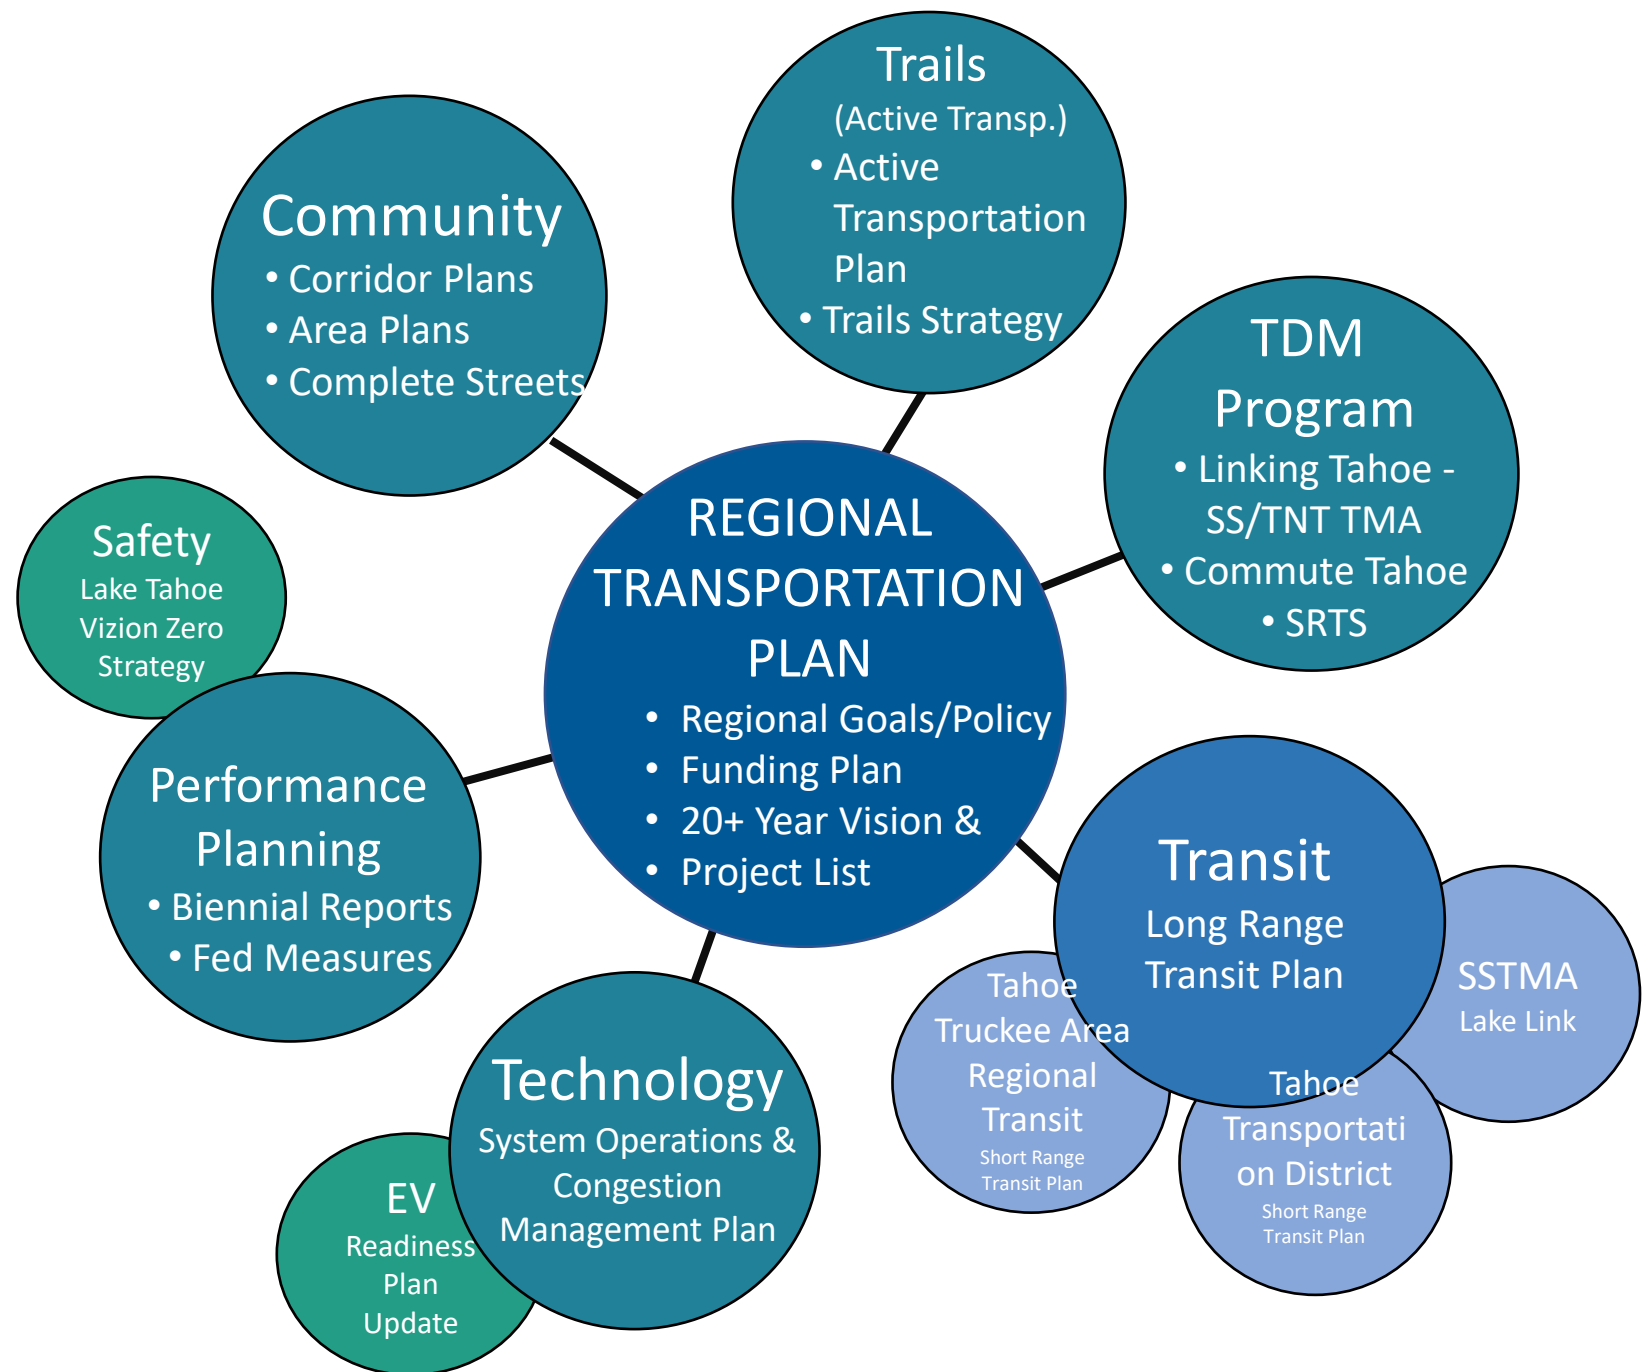 Trails
(Active Transp.)
• Active
Transportation
Plan
• Trails Strategy
Community
• Corridor Plans
• Area Plans
• Complete Streets
TDM
Program
• Linking Tahoe -
SS/TNT TMA
• Commute Tahoe
• SRTS
REGIONAL
TRANSPORTATION
PLAN
• Regional Goals/Policy
• Funding Plan
• 20+ Year Vision &
• Project List
Safety
Lake Tahoe
Vizion Zero
Strategy
Performance
Planning
• Biennial Reports
• Fed Measures
Transit
Long Range
Transit Plan
SSTMA
Lake Link
Tahoe
Truckee Area
Regional
Transit
Short Range
Transit Plan
Tahoe
Transportati
on District
Short Range
Transit Plan
Technology
System Operations &
Congestion
Management Plan
EV
Readiness
Plan
Update